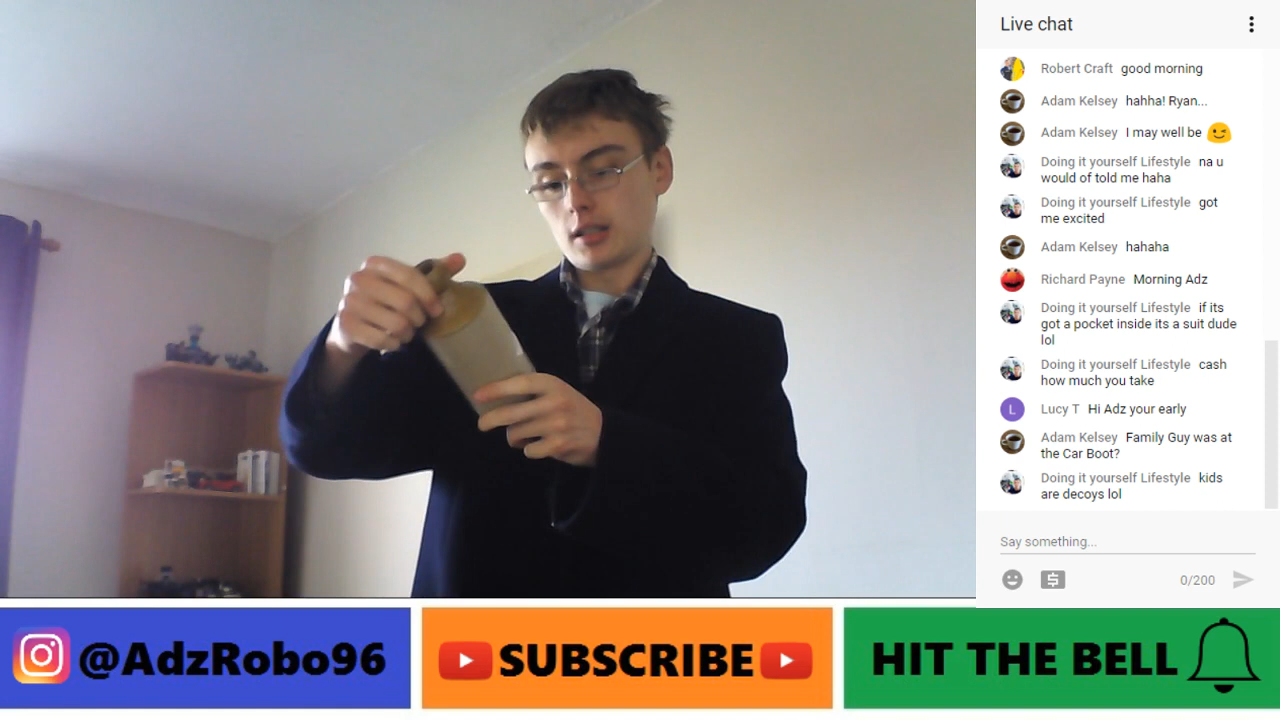 Live chat
Robert Craft good morning
Adam Kelsey hahha! Ryan...
Adam Kelsey I may well be 😉
Doing it yourself Lifestyle na u
would of told me haha
Doing it yourself Lifestyle got
me excited
Adam Kelsey hahaha
Richard Payne Morning Adz
Doing it yourself Lifestyle if its
got a pocket inside its a suit dude
lol
Doing it yourself Lifestyle cash
how much you take
L Lucy T Hi Adz your early
Adam Kelsey Family Guy was at
the Car Boot?
Doing it yourself Lifestyle kids
are decoys lol
Say something...
0/200
@AdzRobo96
SUBSCRIBE
HIT THE BELL